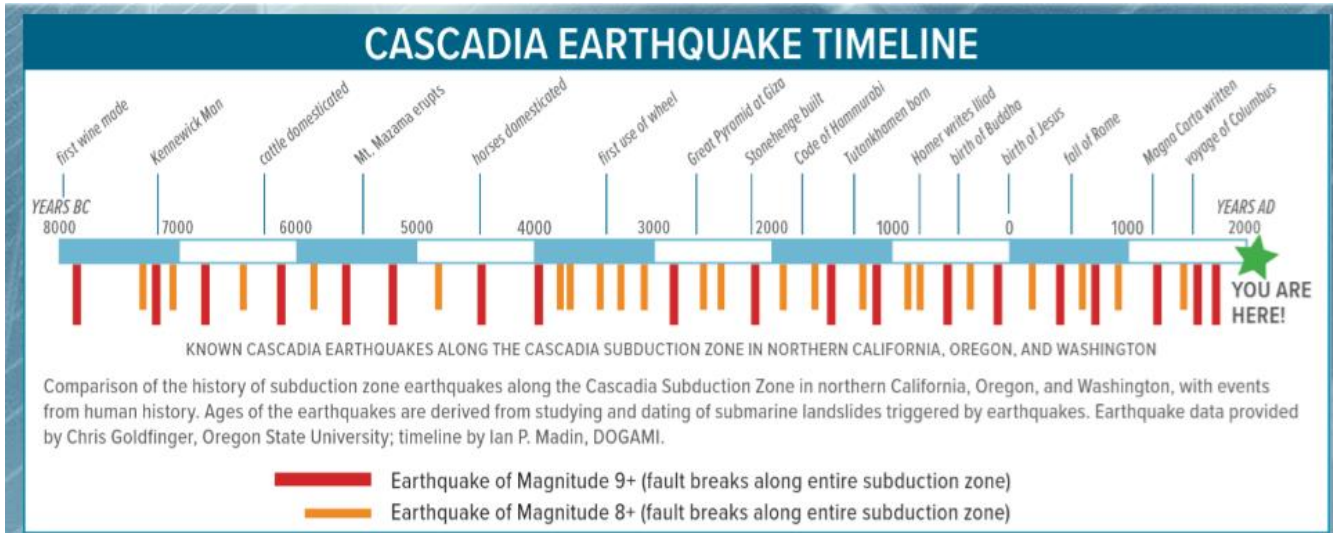 CASCADIA EARTHQUAKE TIMELINE
first wine made
Kennewick Man
cattle domesticated
Mt. Mazama erupts
horses domesticated
first use of wheel
Great Pyramid at Giza
Stonehenge built
Code of Hammurabi
Tutankhamen born
Homer writes Iliad
birth of Buddha
birth of Jesus
fall of Rome
Magna Carta written
voyage of Columbus
YEARS BC
YEARS AD
8000 7000 6000 5000 4000 3000 2000 1000 0 1000 2000
YOU ARE
HERE!
KNOWN CASCADIA EARTHQUAKES ALONG THE CASCADIA SUBDUCTION ZONE IN NORTHERN CALIFORNIA, OREGON, AND WASHINGTON
Comparison of the history of subduction zone earthquakes along the Cascadia Subduction Zone in northern California, Oregon, and Washington, with events
from human history. Ages of the earthquakes are derived from studying and dating of submarine landslides triggered by earthquakes. Earthquake data provided
by Chris Goldfinger, Oregon State University; timeline by Ian P. Madin, DOGAMI.
Earthquake of Magnitude 9+ (fault breaks along entire subduction zone)
Earthquake of Magnitude 8+ (fault breaks along entire subduction zone)